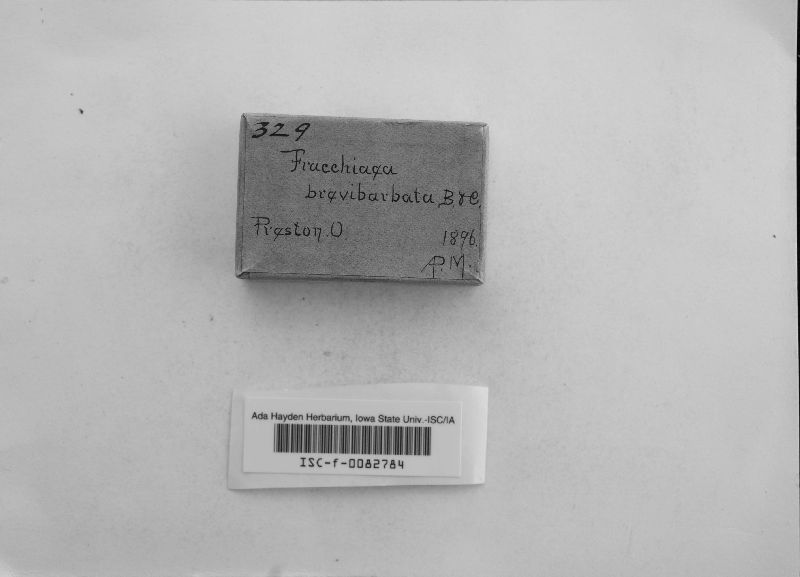 329
Fracchiaea
brevibarbata, B & C.
Preston. O.
1896.
A.P.M.
Ada Hayden Herbarium, Iowa State Univ.-ISC/IA
ISC-f-0082784